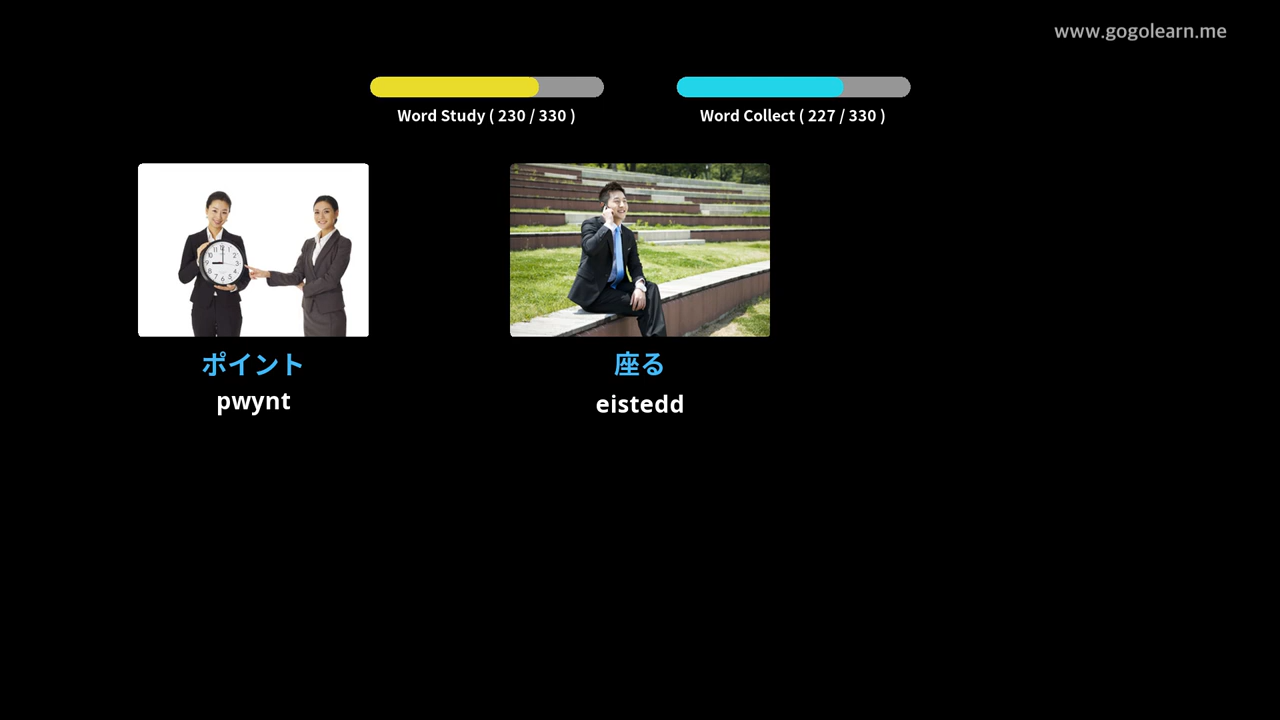 www.gogolearn.me
Word Study ( 230 / 330 )
Word Collect ( 227 / 330 )
ポイント
pwynt
座る
eistedd